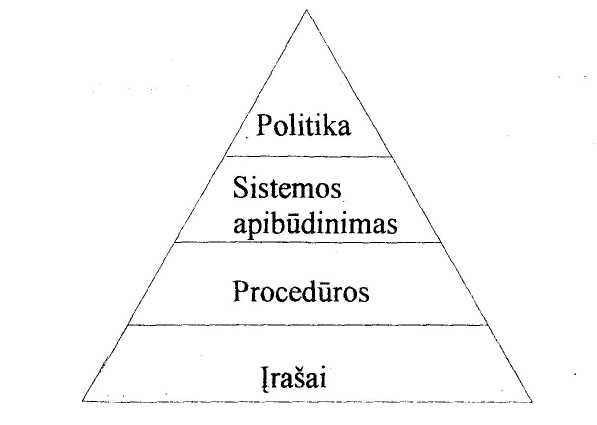 Politika
Sistemos
apibūdinimas
Procedūros
Įrašai